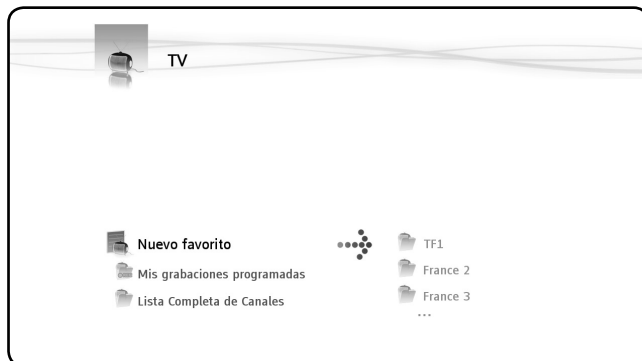 TV
Nuevo favorito
Mis grabaciones programadas
Lista Completa de Canales
TF1
France 2
France 3
...